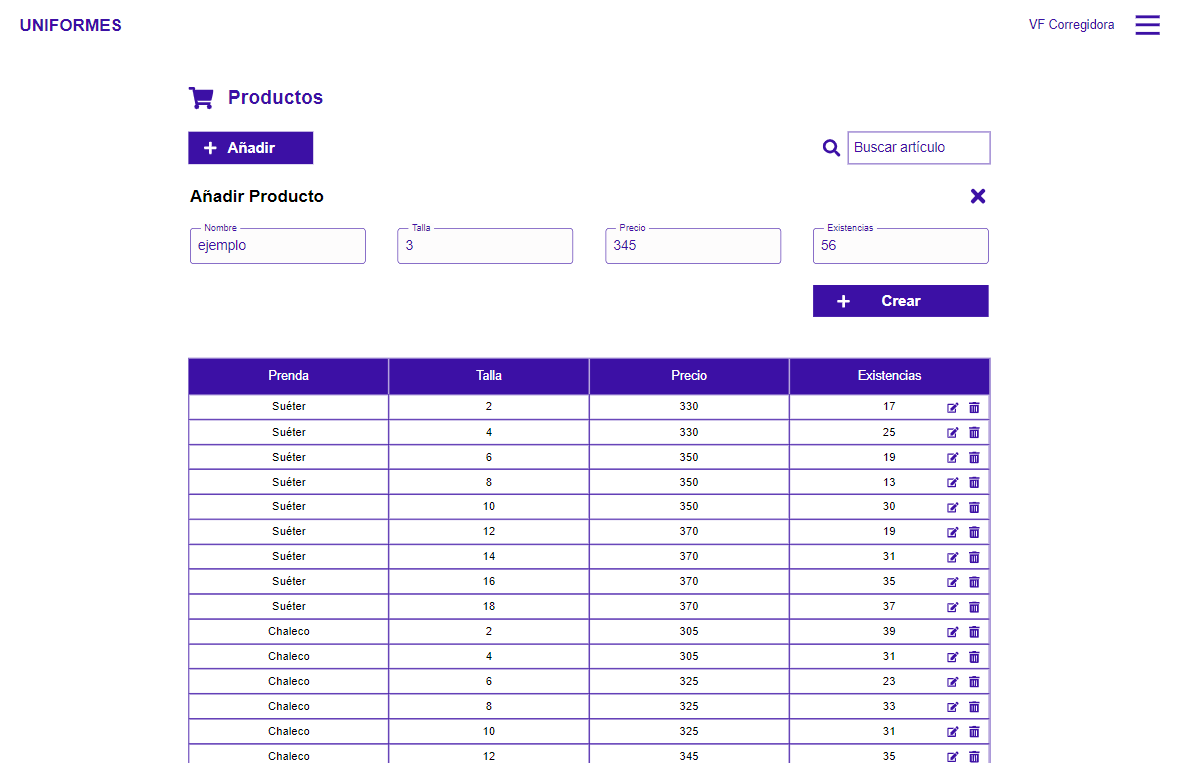 UNIFORMES VF Corregidora
Productos
Añadir Buscar artículo
Añadir Producto
Nombre Talla Precio Existencias
ejemplo 3 345 56
Crear
Prenda Talla Precio Existencias
Suéter 2 330 17
Suéter 4 330 25
Suéter 6 350 19
Suéter 8 350 13
Suéter 10 350 30
Suéter 12 370 19
Suéter 14 370 31
Suéter 16 370 35
Suéter 18 370 37
Chaleco 2 305 39
Chaleco 4 305 31
Chaleco 6 325 23
Chaleco 8 325 33
Chaleco 10 325 31
Chaleco 12 345 35